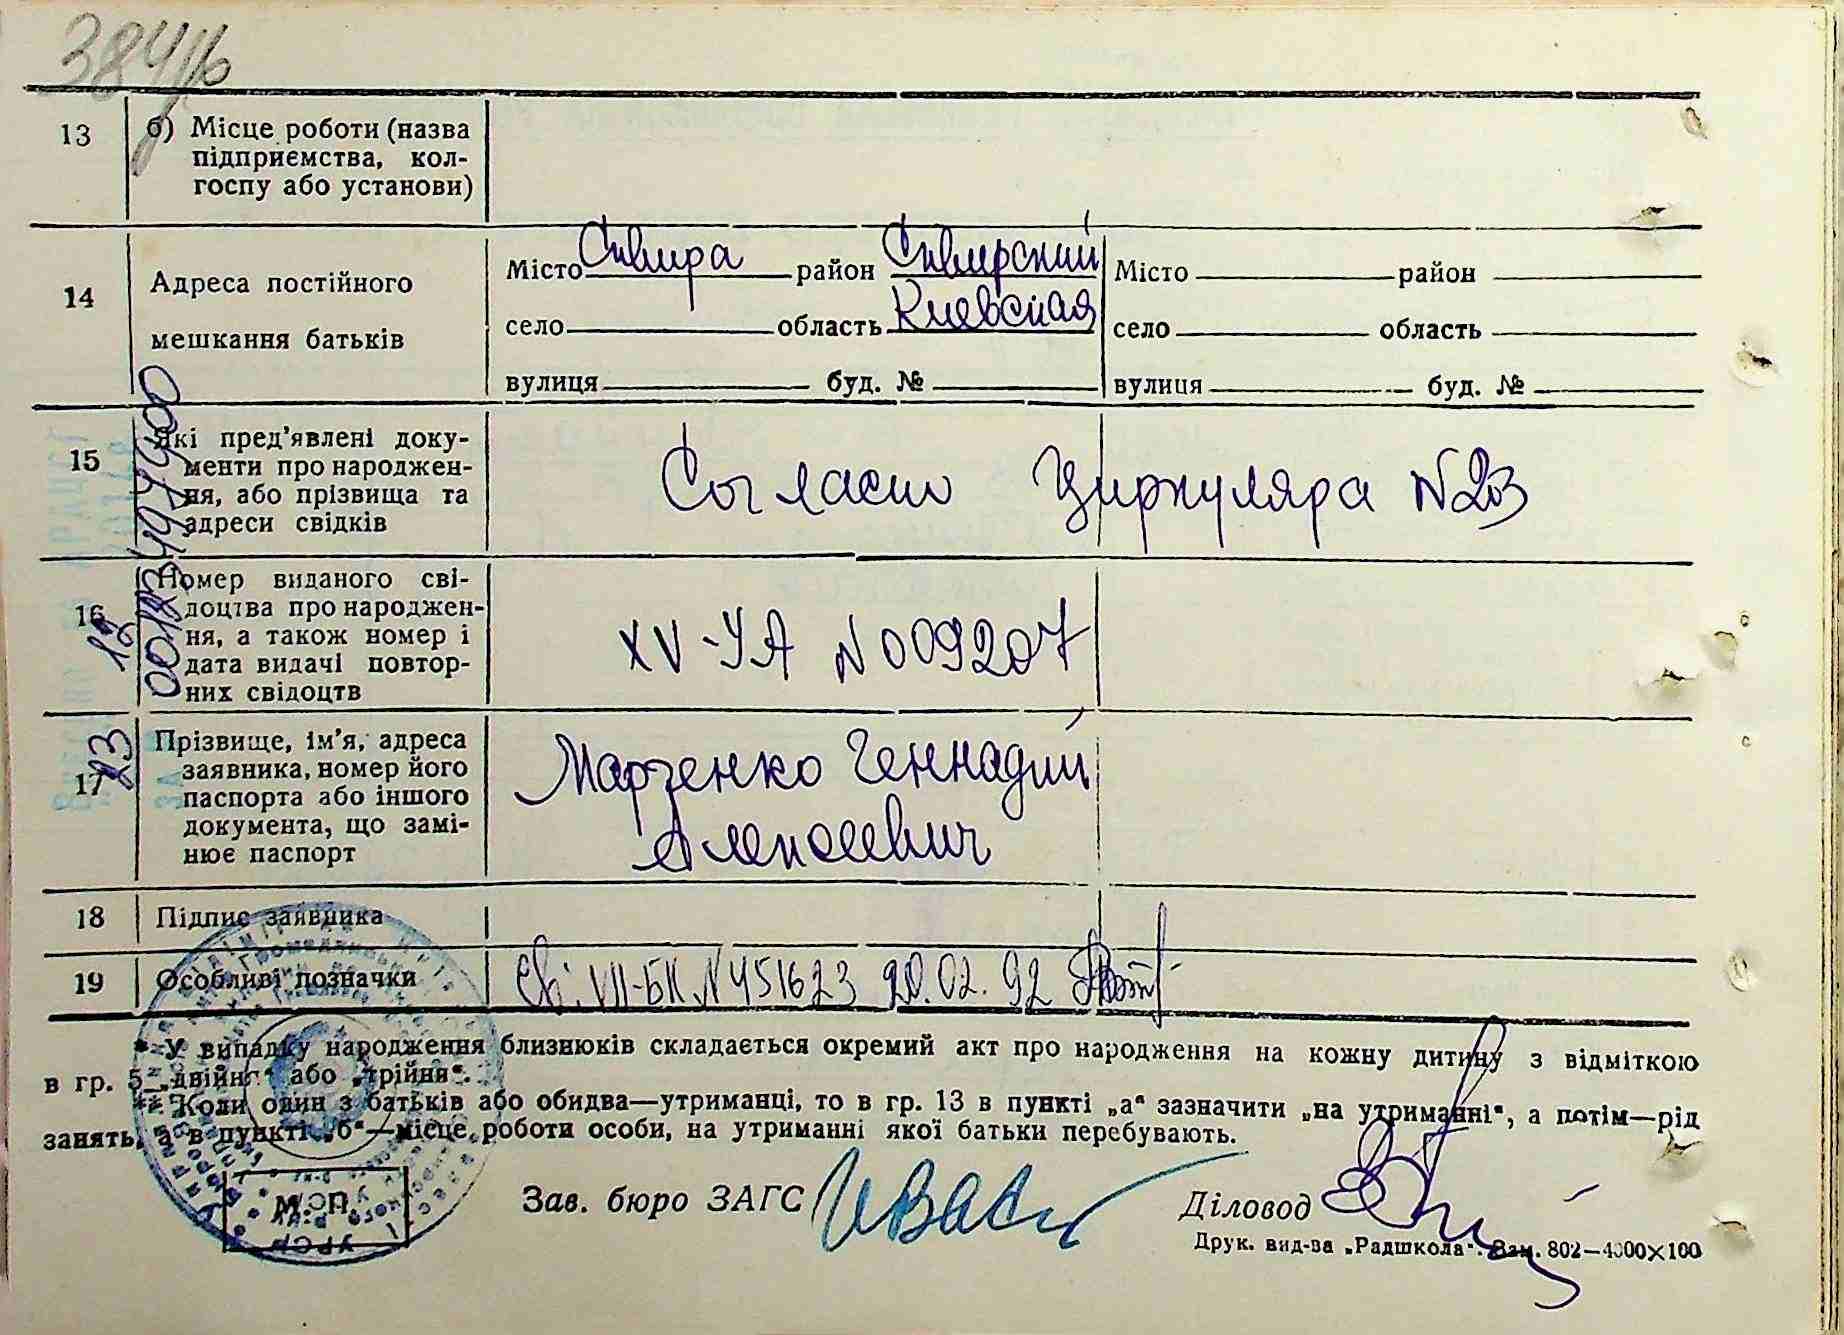 384/16
13
б) Місце роботи (назва
підприємства, кол-
госпу або установи)
14
Адреса постійного
мешкання батьків
Місто Сквира район Сквирский
село область Киевская
вулиця буд. №
Місто район
село область
вулиця буд. №
15
Які пред’явлені доку-
менти про народжен-
ня, або прізвища та
адреси свідків
Согласно Циркуляра N203
16
Номер виданого сві-
доцтва про народжен-
ня, а також номер і
дата видачі повтор-
них свідоцтв
XV-УА N009207
17
Прізвище, ім’я, адреса
заявника, номер його
паспорта або іншого
документа, що замі-
нює паспорт
Марченко Геннадий
Алексеевич
18
Підпис заявника
19
Особливі позначки
Св: VII-БК N451623 20.02.92
* У випадку народження близнюків складається окремий акт про народження на кожну дитину з відміткою
в гр. 5 „двійня“ або „трійня“.
**. Коли один з батьків або обидва—утриманці, то в гр. 13 в пункті „а“ зазначити „на утриманні“, а потім—рід
занять, а в пункті „б“—місце роботи особи, на утриманні якої батьки перебувають.
М. П.
Зав. бюро ЗАГС
Діловод
Друк. вид-ва „Радшкола“. Зам. 802—4000×100